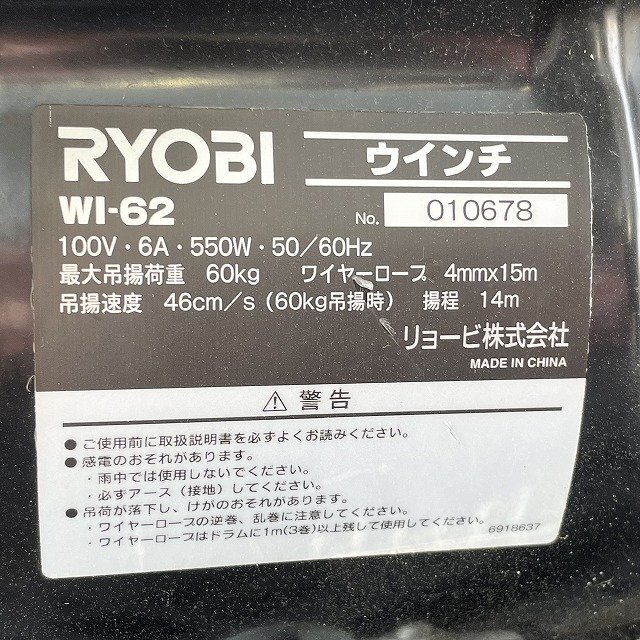 RYOBI ウインチ
WI-62 No. 010678
100V・6A・550W・50／60Hz
最大吊揚荷重 60kg ワイヤーロープ 4mmx15m
吊揚速度 46cm／s（60kg吊揚時） 揚程 14m
リョービ株式会社
MADE IN CHINA
⚠ 警告
●ご使用前に取扱説明書を必ずよくお読みください。
●感電のおそれがあります。
・雨中では使用しないでください。
・必ずアース（接地）してください。
●吊荷が落下し、けがのおそれがあります。
・ワイヤーロープの逆巻、乱巻に注意してください。
・ワイヤーロープはドラムに1m(3巻)以上残して使用してください。
6918637